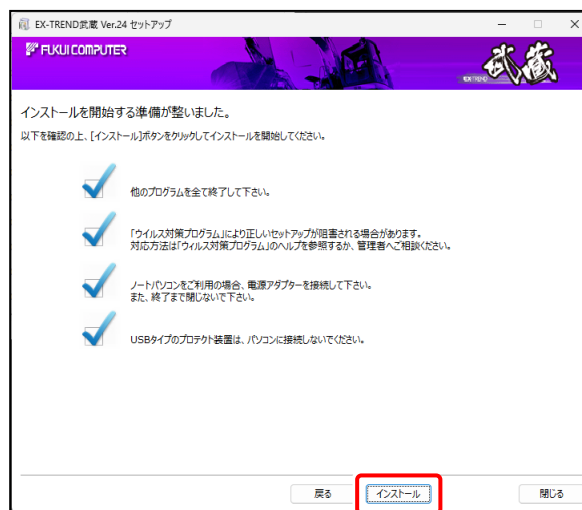 EX-TREND武蔵 Ver.24 セットアップ
FUKUI COMPUTER
EX-TREND
武蔵
インストールを開始する準備が整いました。
以下を確認の上、[インストール]ボタンをクリックしてインストールを開始してください。
他のプログラムを全て終了して下さい。
「ウイルス対策プログラム」により正しいセットアップが阻害される場合があります。
対応方法は「ウィルス対策プログラム」のヘルプを参照するか、管理者へご相談ください。
ノートパソコンをご利用の場合、電源アダプターを接続して下さい。
また、終了まで閉じないで下さい。
USBタイプのプロテクト装置は、パソコンに接続しないでください。
戻る
インストール
閉じる